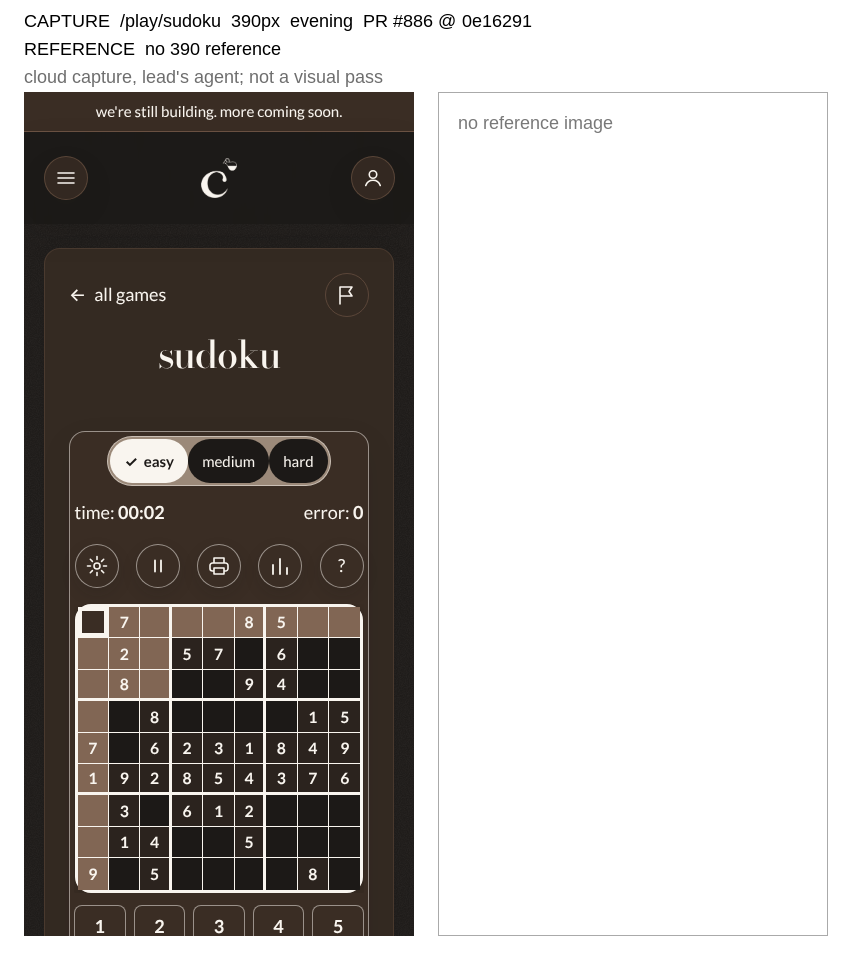 CAPTURE /play/sudoku 390px evening PR #886 @ 0e16291
REFERENCE no 390 reference
cloud capture, lead's agent; not a visual pass
we're still building. more coming soon.
no reference image
c
← all games
sudoku
✓ easy medium hard
time: 00:02 error: 0
?
7 8 5
2 5 7 6
8 9 4
8 1 5
7 6 2 3 1 8 4 9
1 9 2 8 5 4 3 7 6
3 6 1 2
1 4 5
9 5 8
1 2 3 4 5